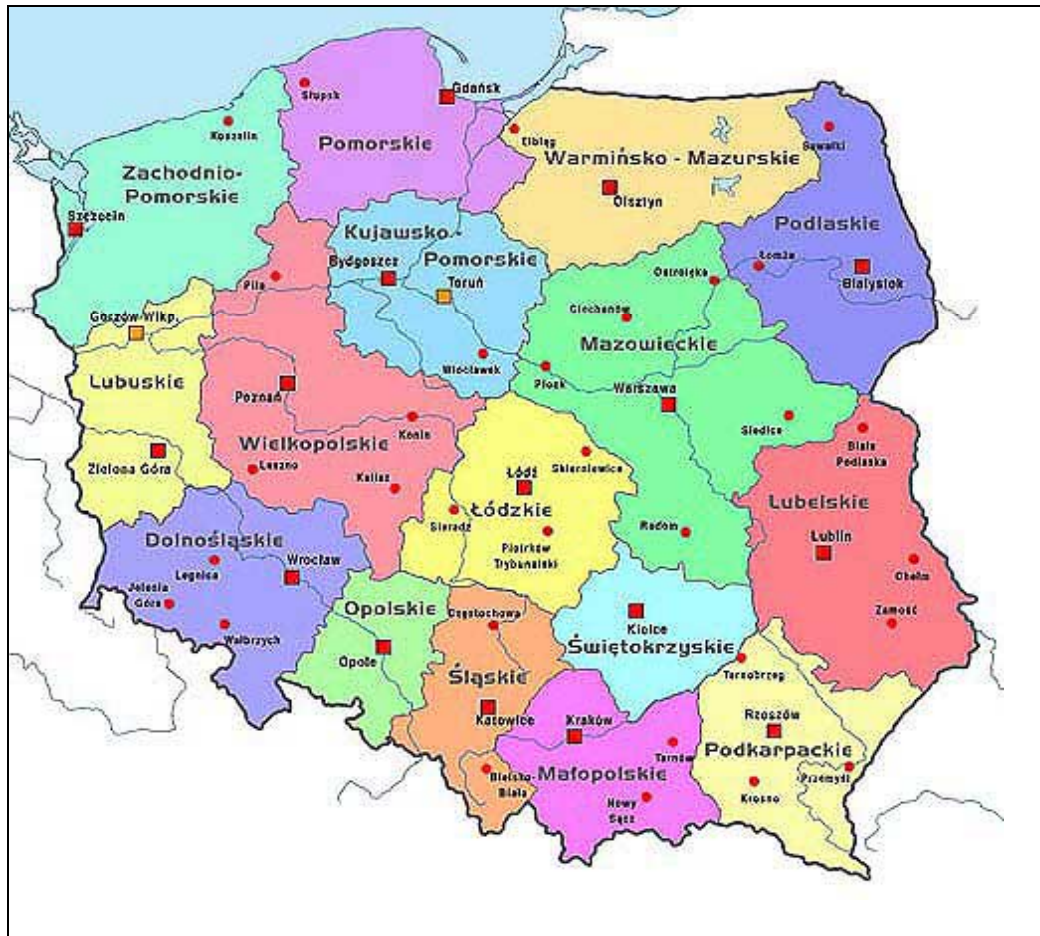 Gdańsk
Słupsk
Koszalin
Pomorskie
Elbląg
Suwałki
Warmińsko - Mazurskie
Zachodnio-
Pomorskie
Olsztyn
Szczecin
Podlaskie
Kujawsko-
Pomorskie
Bydgoszcz
Toruń
Piła
Ostrołęka
Łomża
Białystok
Ciechanów
Gorzów Wlkp.
Mazowieckie
Włocławek
Płock
Warszawa
Lubuskie
Poznań
Konin
Siedlce
Biała
Podlaska
Wielkopolskie
Zielona Góra
Leszno
Kalisz
Skierniewice
Łódź
Łódzkie
Sieradz
Lubelskie
Radom
Lublin
Piotrków
Trybunalski
Dolnośląskie
Wrocław
Legnica
Chełm
Jelenia
Góra
Wałbrzych
Opolskie
Opole
Częstochowa
Kielce
Świętokrzyskie
Zamość
Tarnobrzeg
Śląskie
Katowice
Kraków
Rzeszów
Podkarpackie
Tarnów
Małopolskie
Bielsko-
Biała
Nowy
Sącz
Krosno
Przemyśl